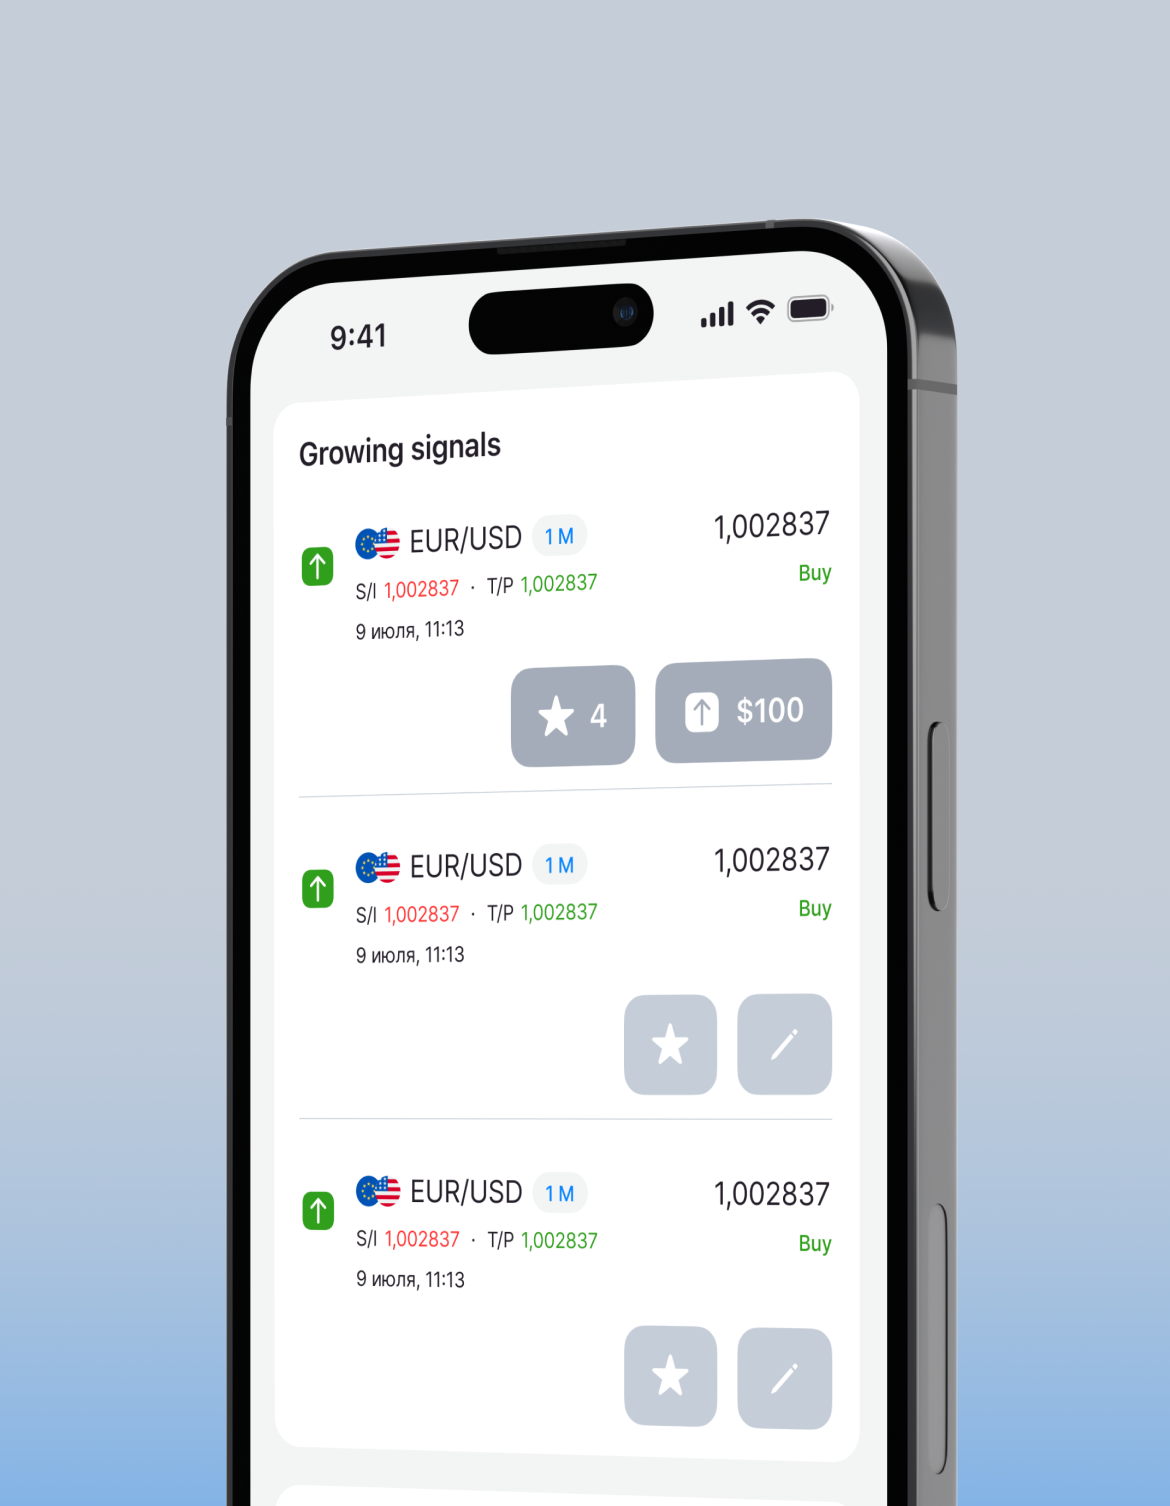 9:41
Growing signals
EUR/USD 1 M 1,002837
S/I 1,002837 · T/P 1,002837 Buy
9 июля, 11:13
4 $100
EUR/USD 1 M 1,002837
S/I 1,002837 · T/P 1,002837 Buy
9 июля, 11:13
EUR/USD 1 M 1,002837
S/I 1,002837 · T/P 1,002837 Buy
9 июля, 11:13